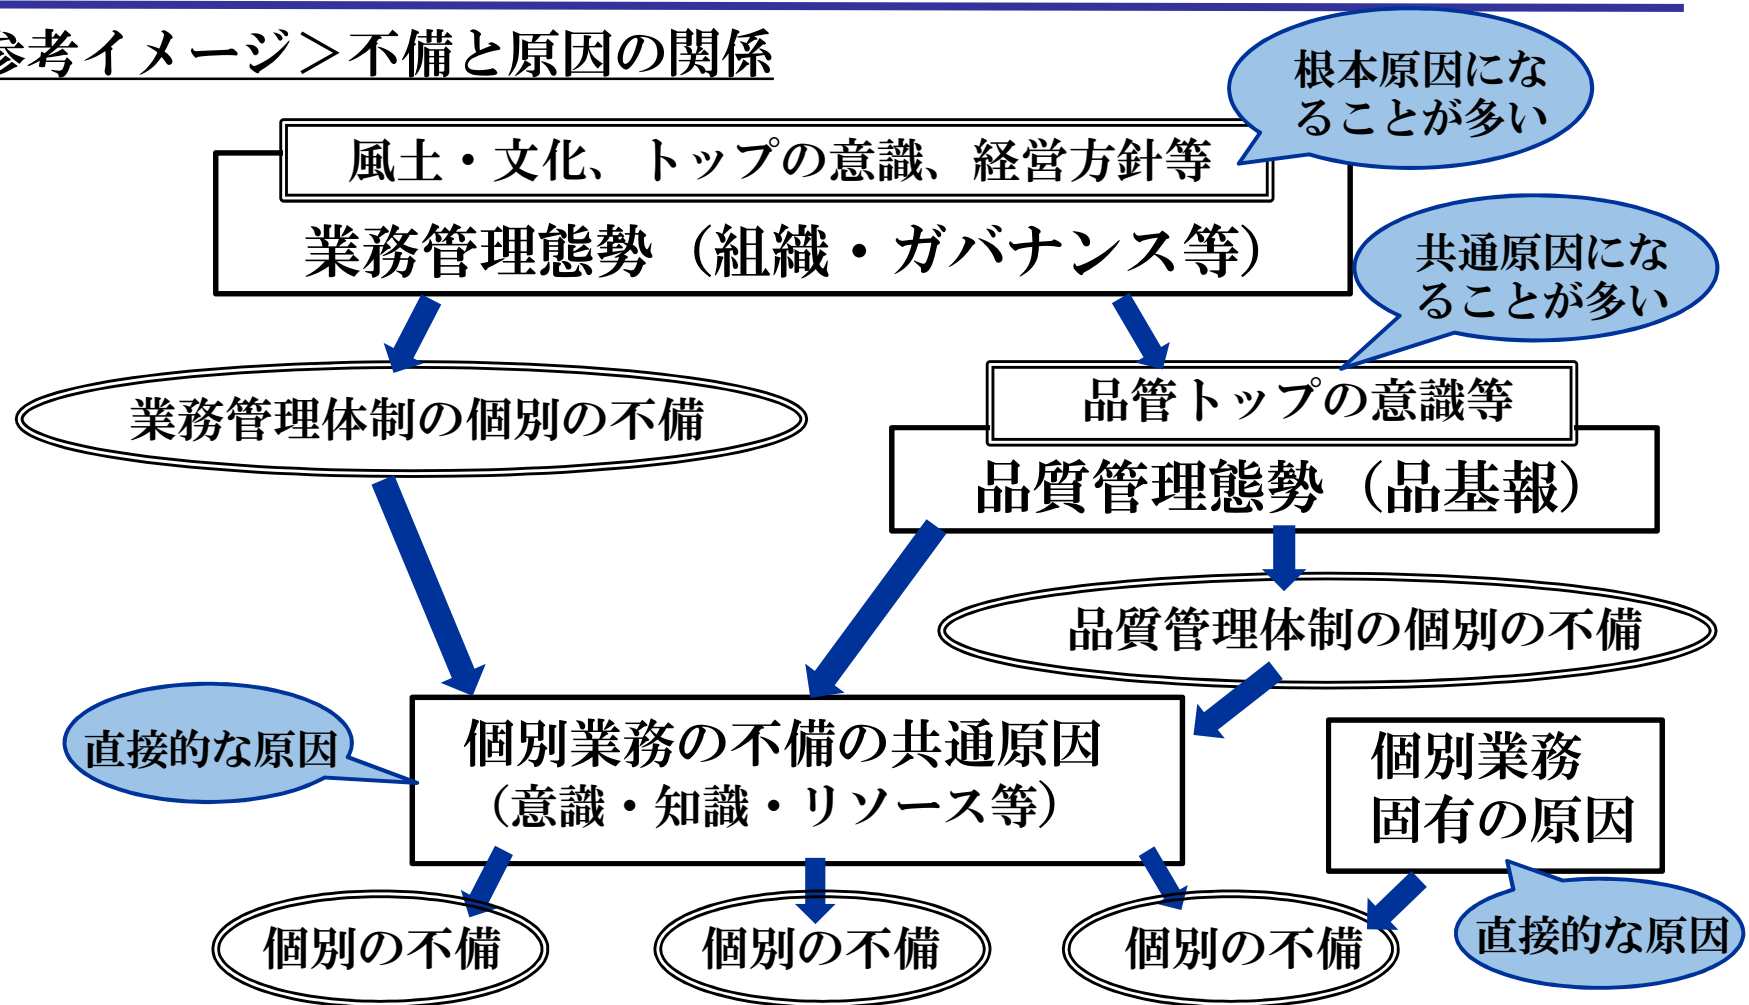 参考イメージ＞不備と原因の関係
根本原因にな
ることが多い
風土・文化、トップの意識、経営方針等
業務管理態勢（組織・ガバナンス等）
共通原因にな
ることが多い
業務管理体制の個別の不備
品管トップの意識等
品質管理態勢（品基報）
品質管理体制の個別の不備
直接的な原因
個別業務の不備の共通原因
（意識・知識・リソース等）
個別業務
固有の原因
個別の不備
個別の不備
個別の不備
直接的な原因